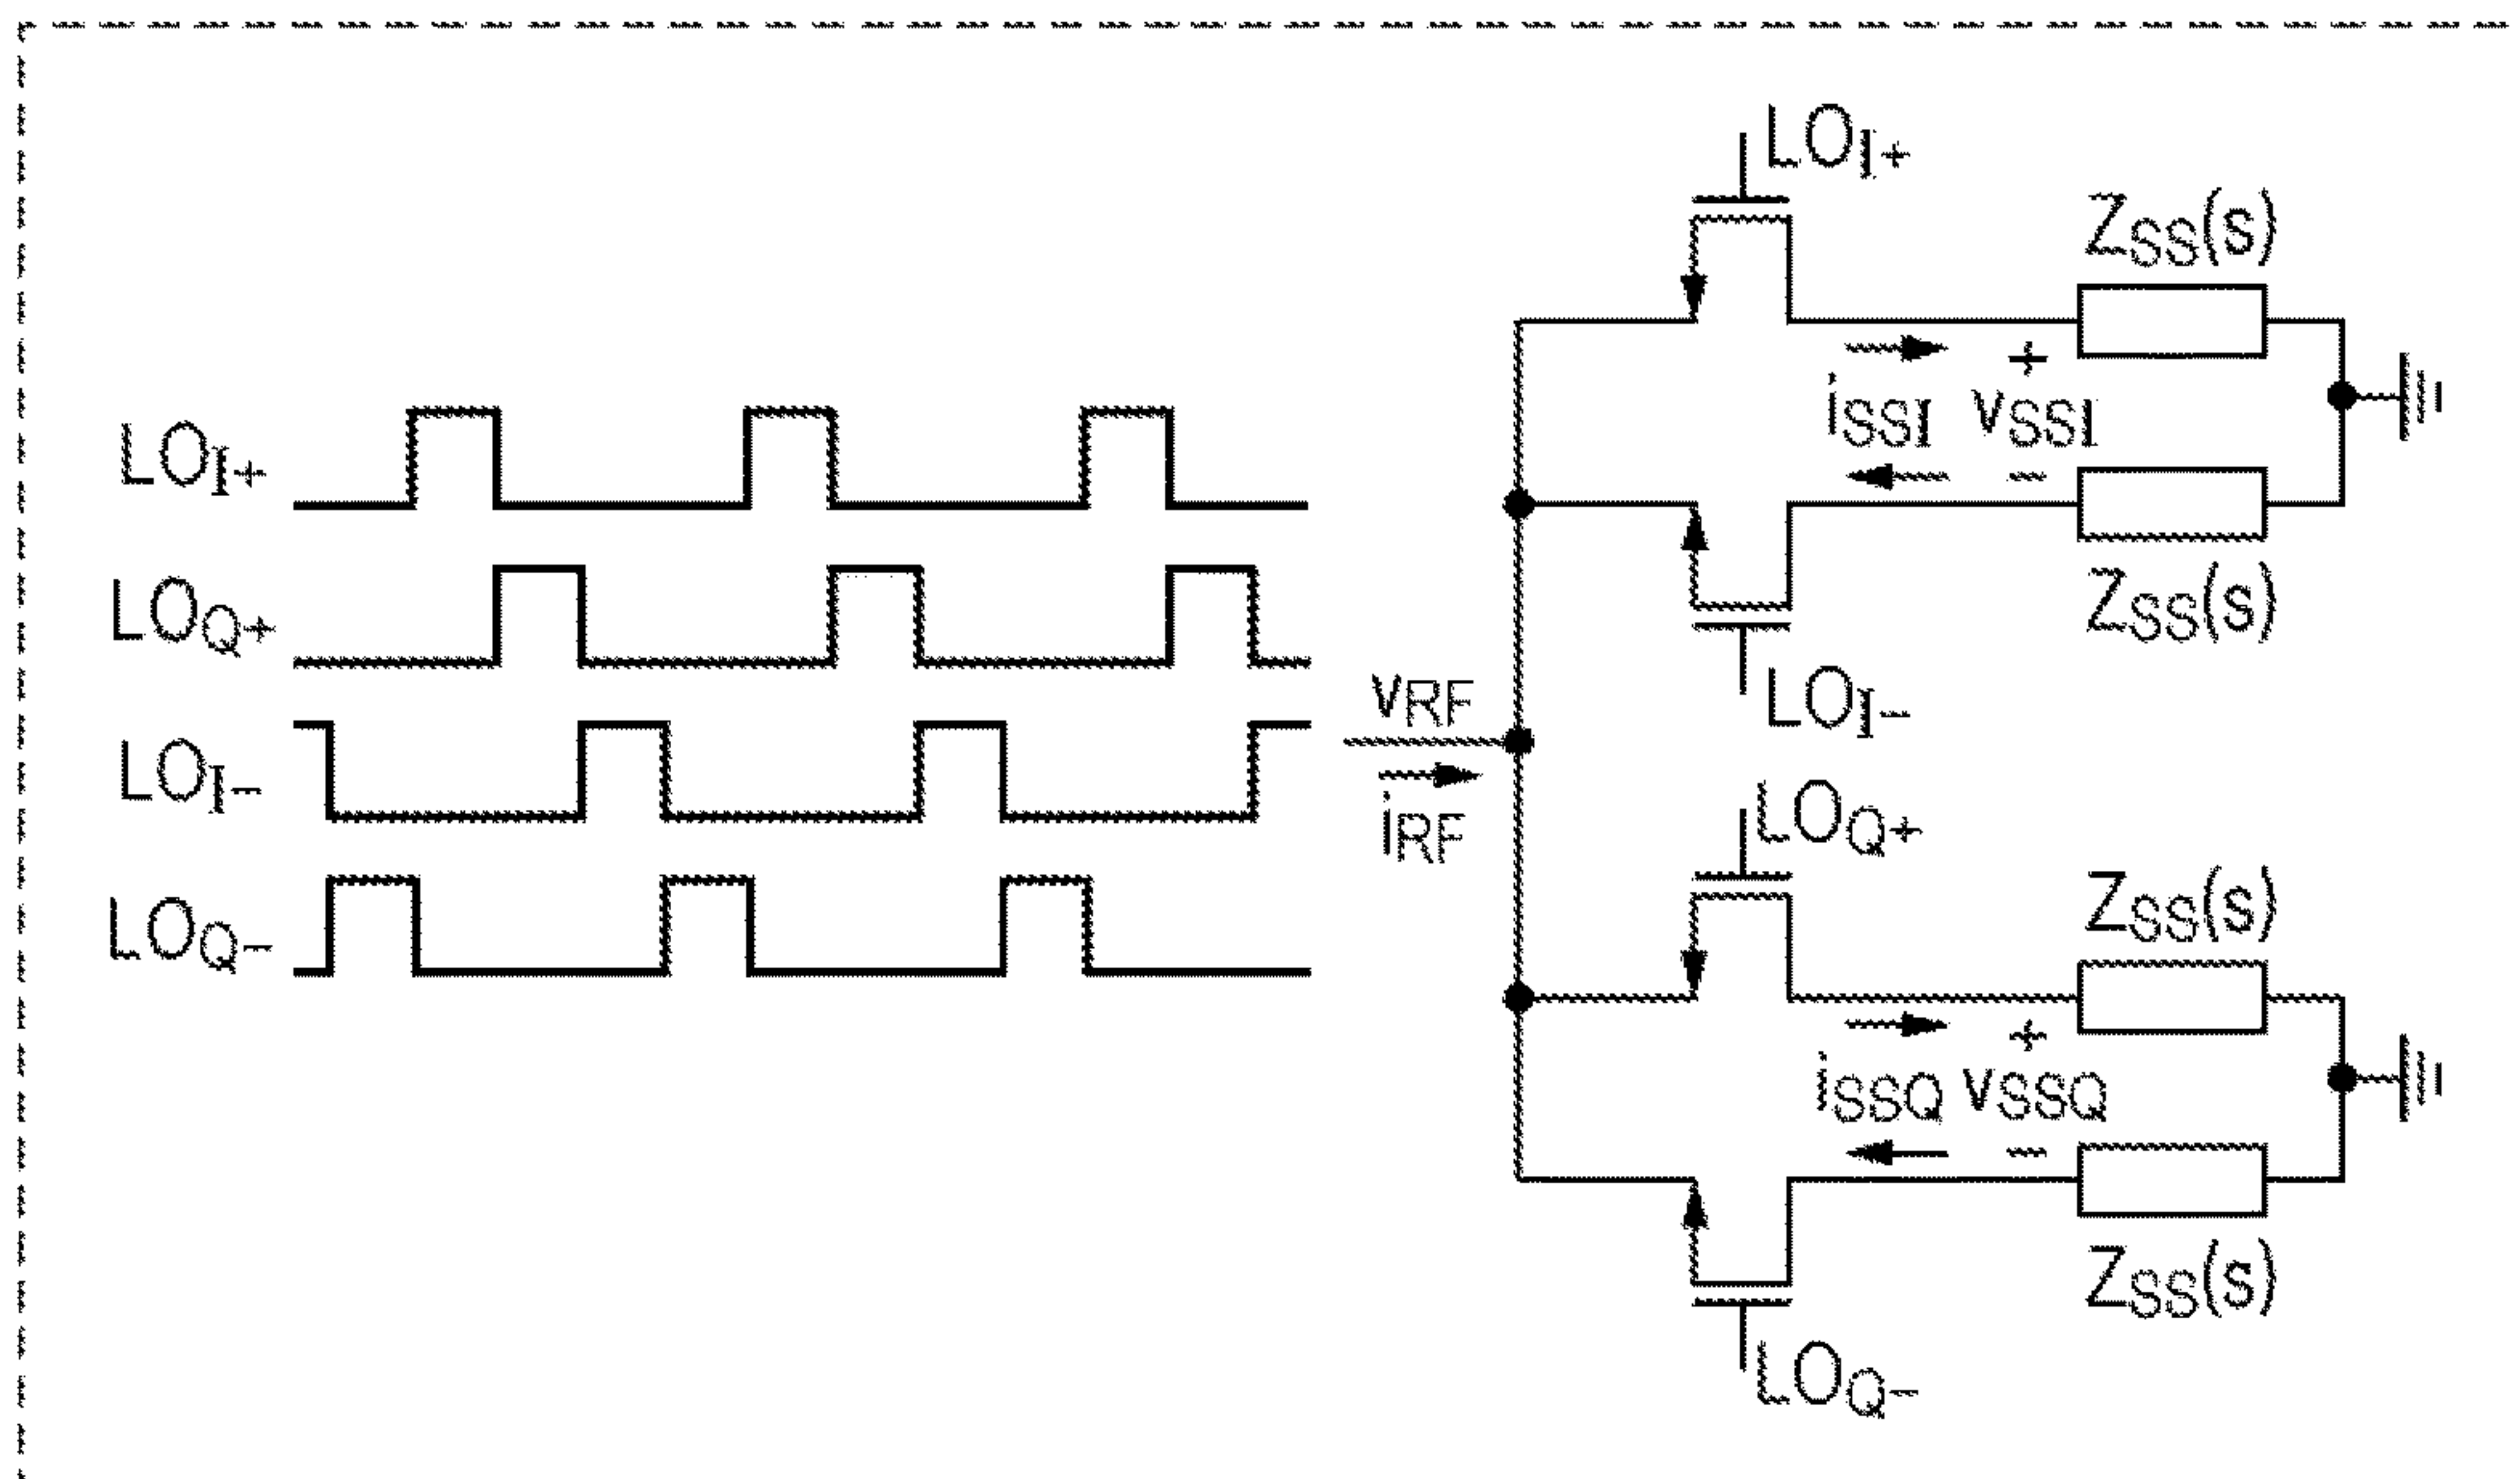 LOI+
LOQ+
LOI−
LOQ−
vRF
iRF
LOI+
ZSS(s)
+
iSSI vSSI
−
ZSS(s)
LOI−
LOQ+
ZSS(s)
+
iSSQ vSSQ
−
ZSS(s)
LOQ−